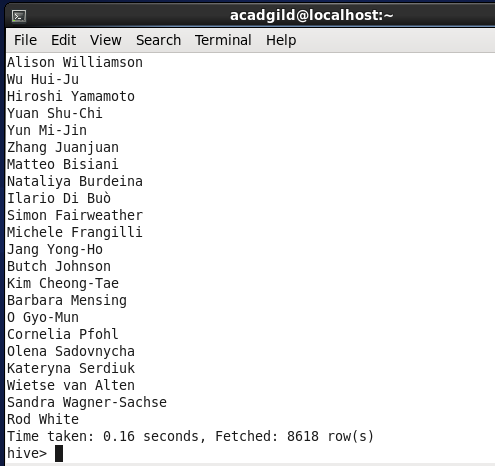 acadgild@localhost:~
File Edit View Search Terminal Help
Alison Williamson
Wu Hui-Ju
Hiroshi Yamamoto
Yuan Shu-Chi
Yun Mi-Jin
Zhang Juanjuan
Matteo Bisiani
Nataliya Burdeina
Ilario Di Buò
Simon Fairweather
Michele Frangilli
Jang Yong-Ho
Butch Johnson
Kim Cheong-Tae
Barbara Mensing
O Gyo-Mun
Cornelia Pfohl
Olena Sadovnycha
Kateryna Serdiuk
Wietse van Alten
Sandra Wagner-Sachse
Rod White
Time taken: 0.16 seconds, Fetched: 8618 row(s)
hive>